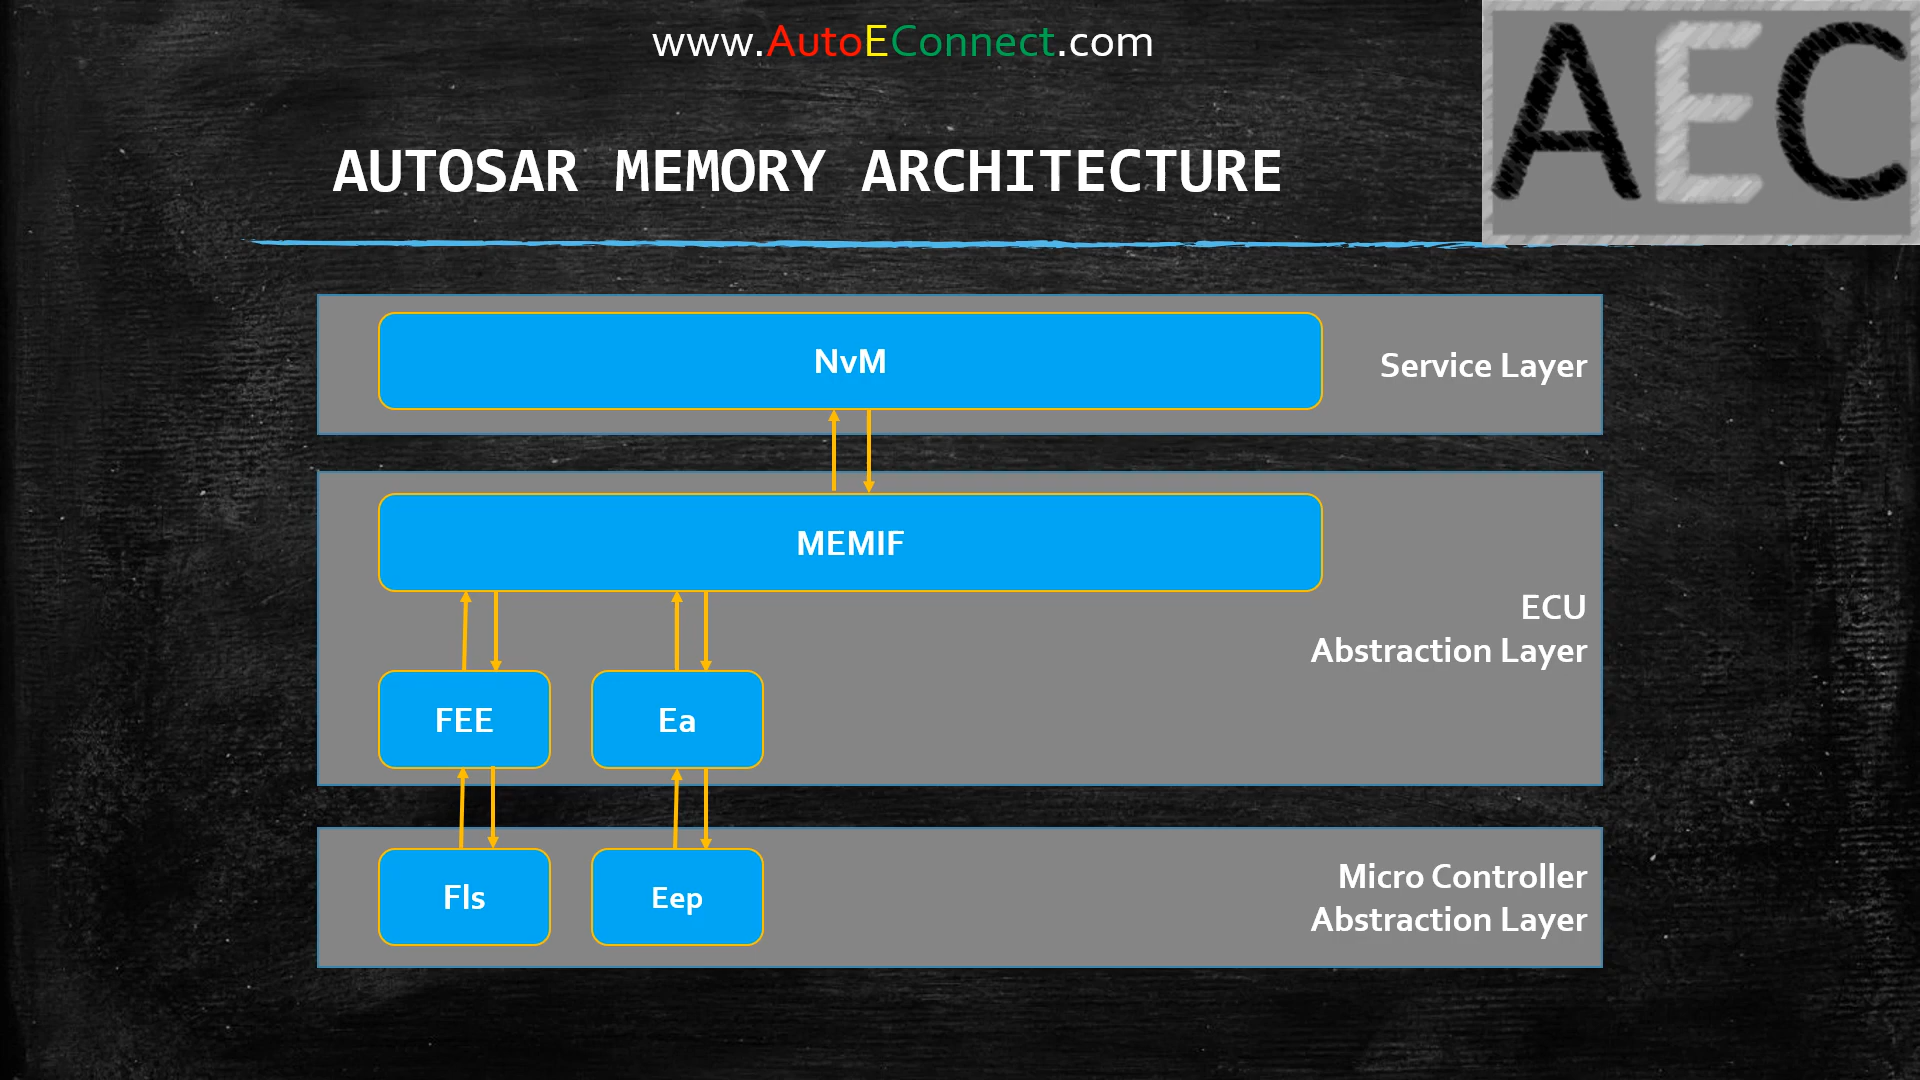 www.AutoEConnect.com
AEC
AUTOSAR MEMORY ARCHITECTURE
NvM
Service Layer
MEMIF
ECU
Abstraction Layer
FEE
Ea
Fls
Eep
Micro Controller
Abstraction Layer